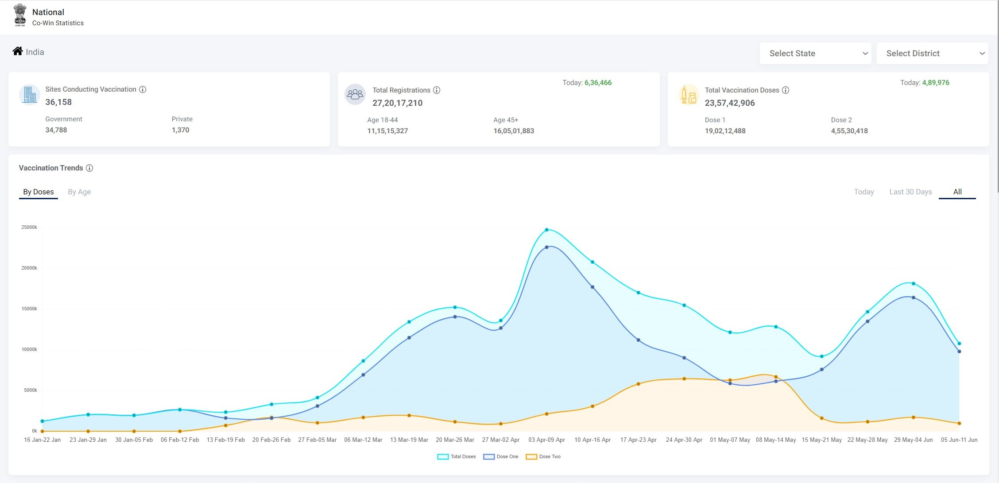 National
Co-Win Statistics
India
Select State
Select District
Sites Conducting Vaccination
36,158
Government
34,788
Private
1,370
Total Registrations
27,20,17,210
Today: 6,36,466
Age 18-44
11,15,15,327
Age 45+
16,05,01,883
Total Vaccination Doses
23,57,42,906
Today: 4,89,976
Dose 1
19,02,12,488
Dose 2
4,55,30,418
Vaccination Trends
By Doses By Age
Today Last 30 Days All
25000k
20000k
15000k
10000k
5000k
0k
16 Jan-22 Jan 23 Jan-29 Jan 30 Jan-05 Feb 06 Feb-12 Feb 13 Feb-19 Feb 20 Feb-26 Feb 27 Feb-05 Mar 06 Mar-12 Mar 13 Mar-19 Mar 20 Mar-26 Mar 27 Mar-02 Apr 03 Apr-09 Apr 10 Apr-16 Apr 17 Apr-23 Apr 24 Apr-30 Apr 01 May-07 May 08 May-14 May 15 May-21 May 22 May-28 May 29 May-04 Jun 05 Jun-11 Jun
Total Doses Dose One Dose Two